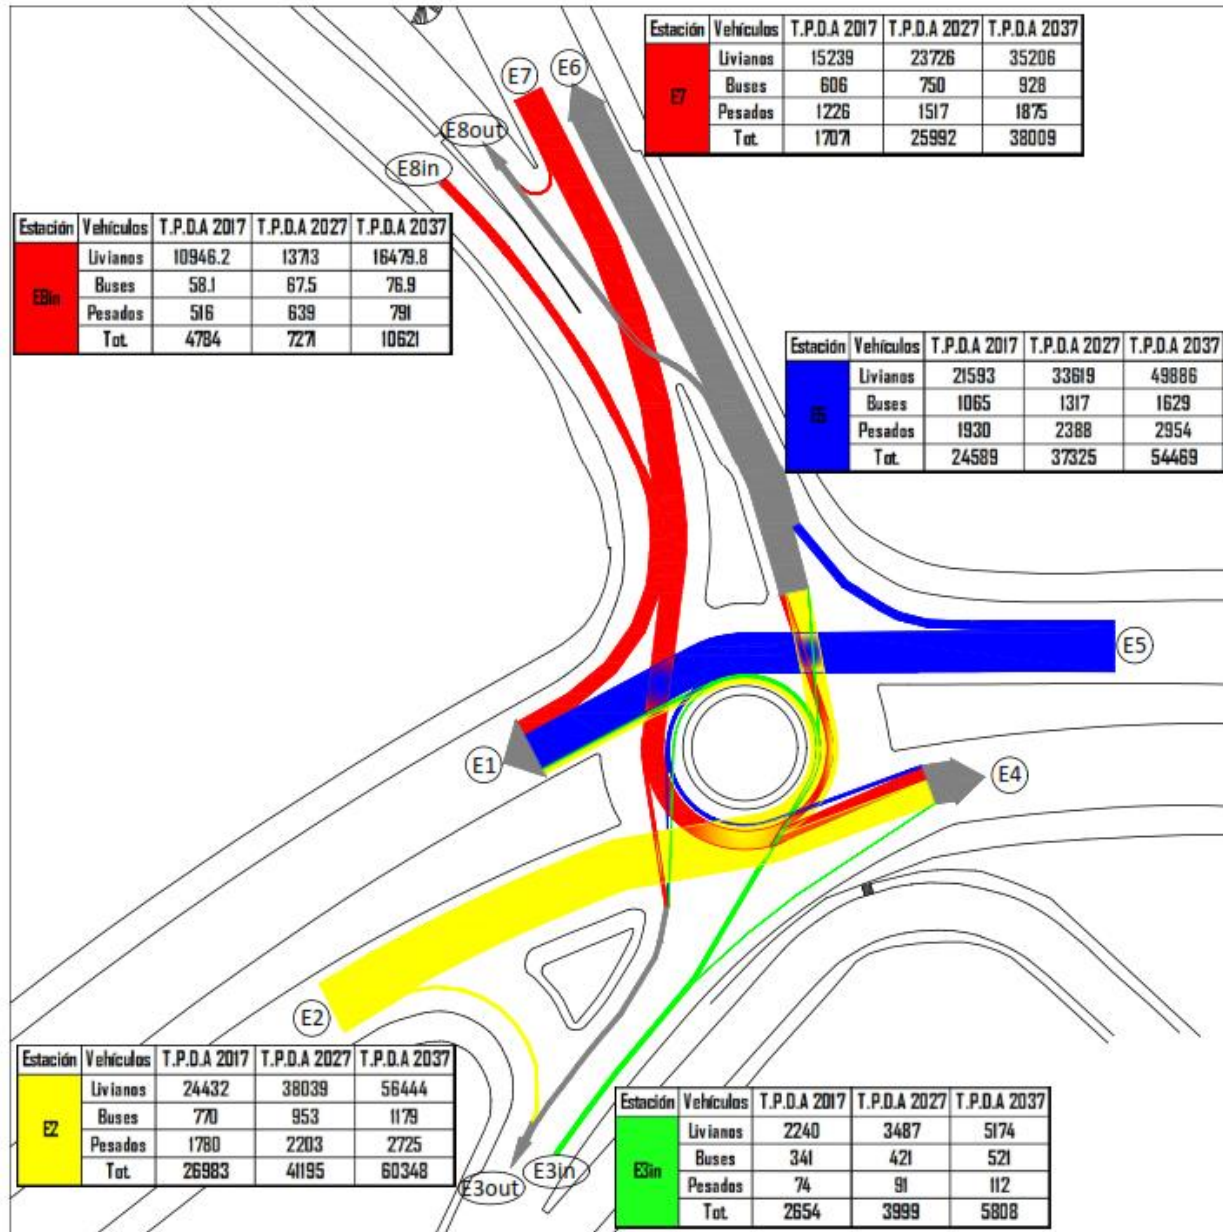 Estación Vehículos T.P.D.A 2017 T.P.D.A 2027 T.P.D.A 2037
E7 Livianos 15239 23726 35206
Buses 606 750 928
Pesados 1226 1517 1875
Tot. 17071 25992 38009
E7
E6
E8out
E8in
Estación Vehículos T.P.D.A 2017 T.P.D.A 2027 T.P.D.A 2037
E8in Livianos 10946.2 13713 16479.8
Buses 58.1 67.5 76.9
Pesados 516 639 791
Tot. 4784 7271 10621
Estación Vehículos T.P.D.A 2017 T.P.D.A 2027 T.P.D.A 2037
E5 Livianos 21593 33619 49886
Buses 1065 1317 1629
Pesados 1930 2388 2954
Tot. 24589 37325 54469
E5
E1
E4
E2
Estación Vehículos T.P.D.A 2017 T.P.D.A 2027 T.P.D.A 2037
E2 Livianos 24432 38039 56444
Buses 770 953 1179
Pesados 1780 2203 2725
Tot. 26983 41195 60348
E3out
E3in
Estación Vehículos T.P.D.A 2017 T.P.D.A 2027 T.P.D.A 2037
E3in Livianos 2240 3487 5174
Buses 341 421 521
Pesados 74 91 112
Tot. 2654 3999 5808